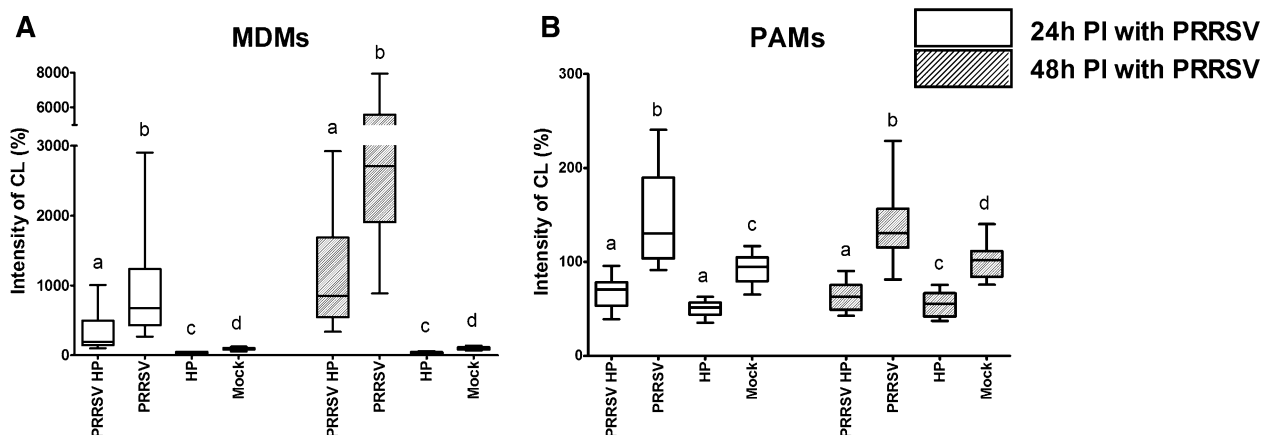 A
MDMs
Intensity of CL (%)
8000
6000
3000
2000
1000
0
a
b
c
d
a
b
c
d
PRRSV HP
PRRSV
HP
Mock
PRRSV HP
PRRSV
HP
Mock
B
PAMs
Intensity of CL (%)
300
200
100
0
a
b
a
c
a
b
c
d
PRRSV HP
PRRSV
HP
Mock
PRRSV HP
PRRSV
HP
Mock
24h PI with PRRSV
48h PI with PRRSV